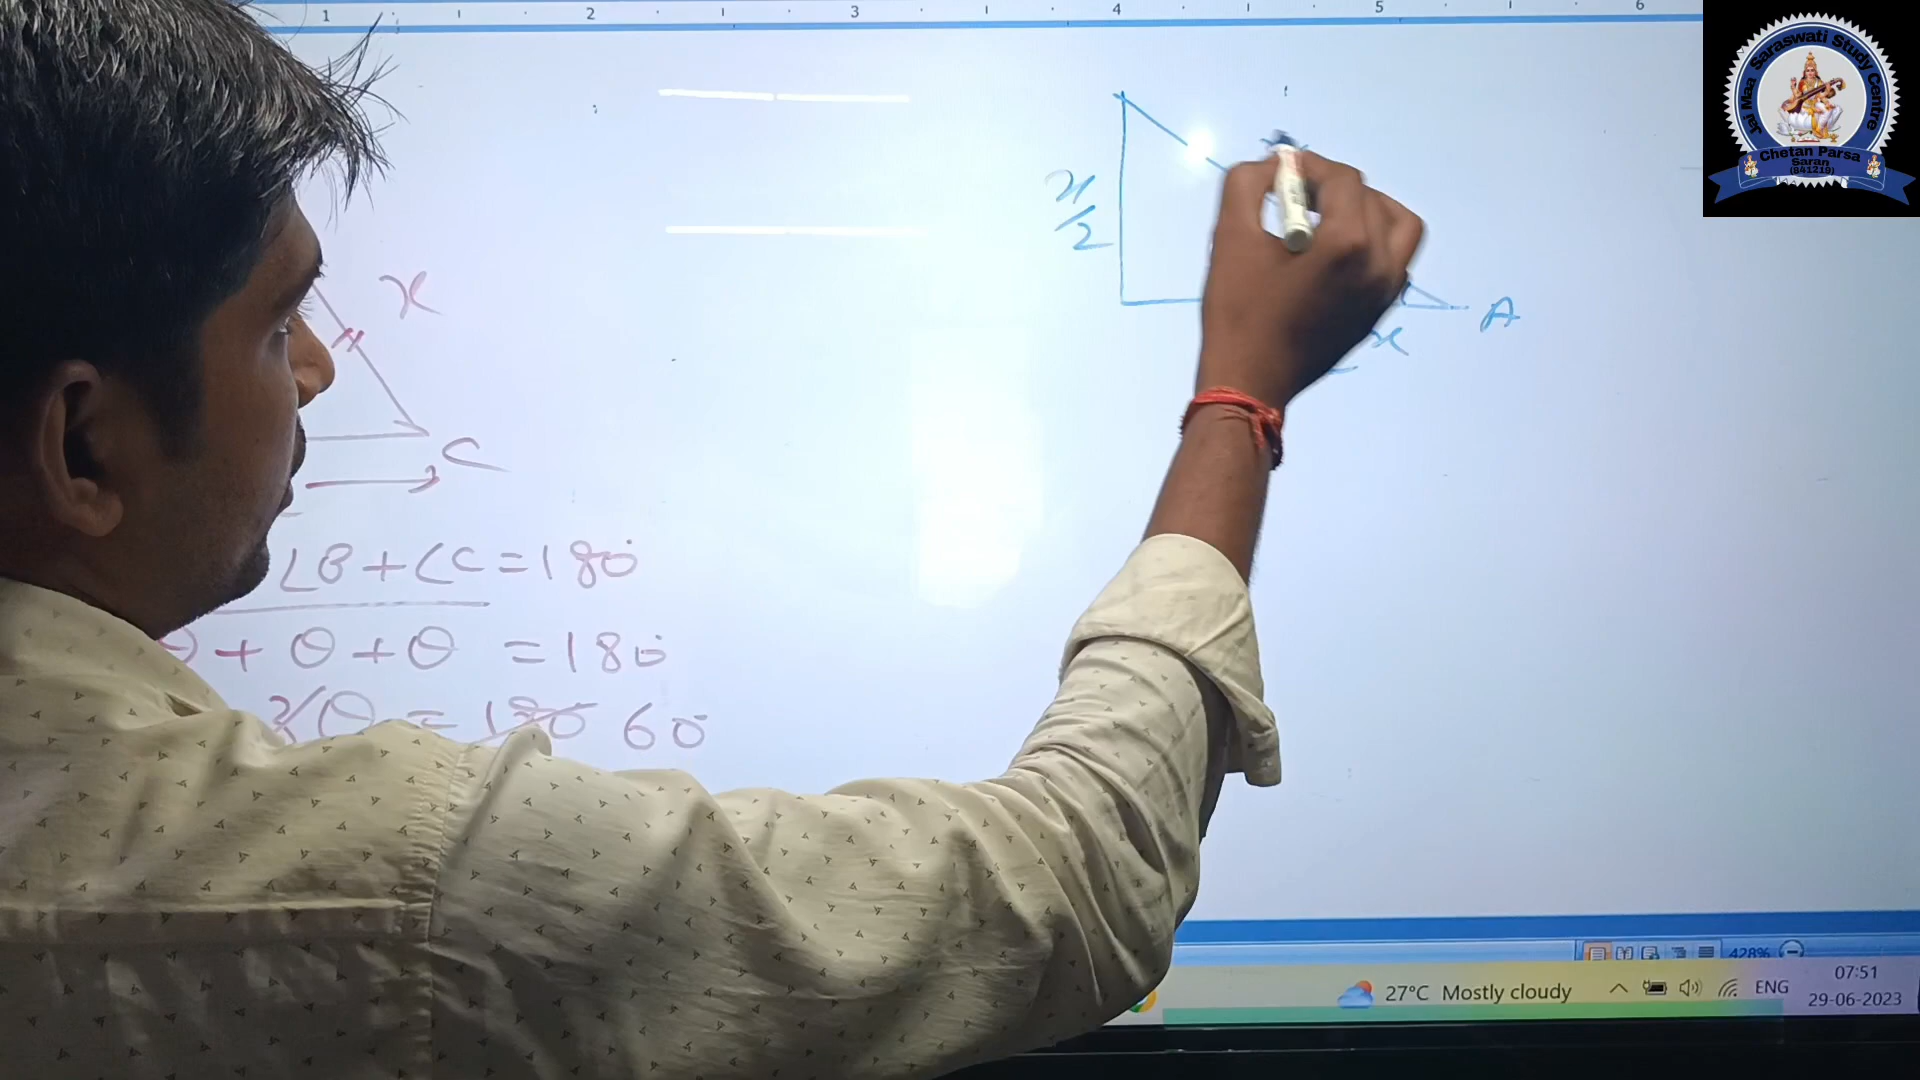 1 2 3 4 5 6
Jai Maa Saraswati Study Centre
Chetan Parsa
Saran
(841219)
x
x
2
A
x
C
∠B + ∠C = 180°
θ + θ + θ = 180°
3θ = 180 60°
428%
27°C Mostly cloudy
ENG
07:51
29-06-2023